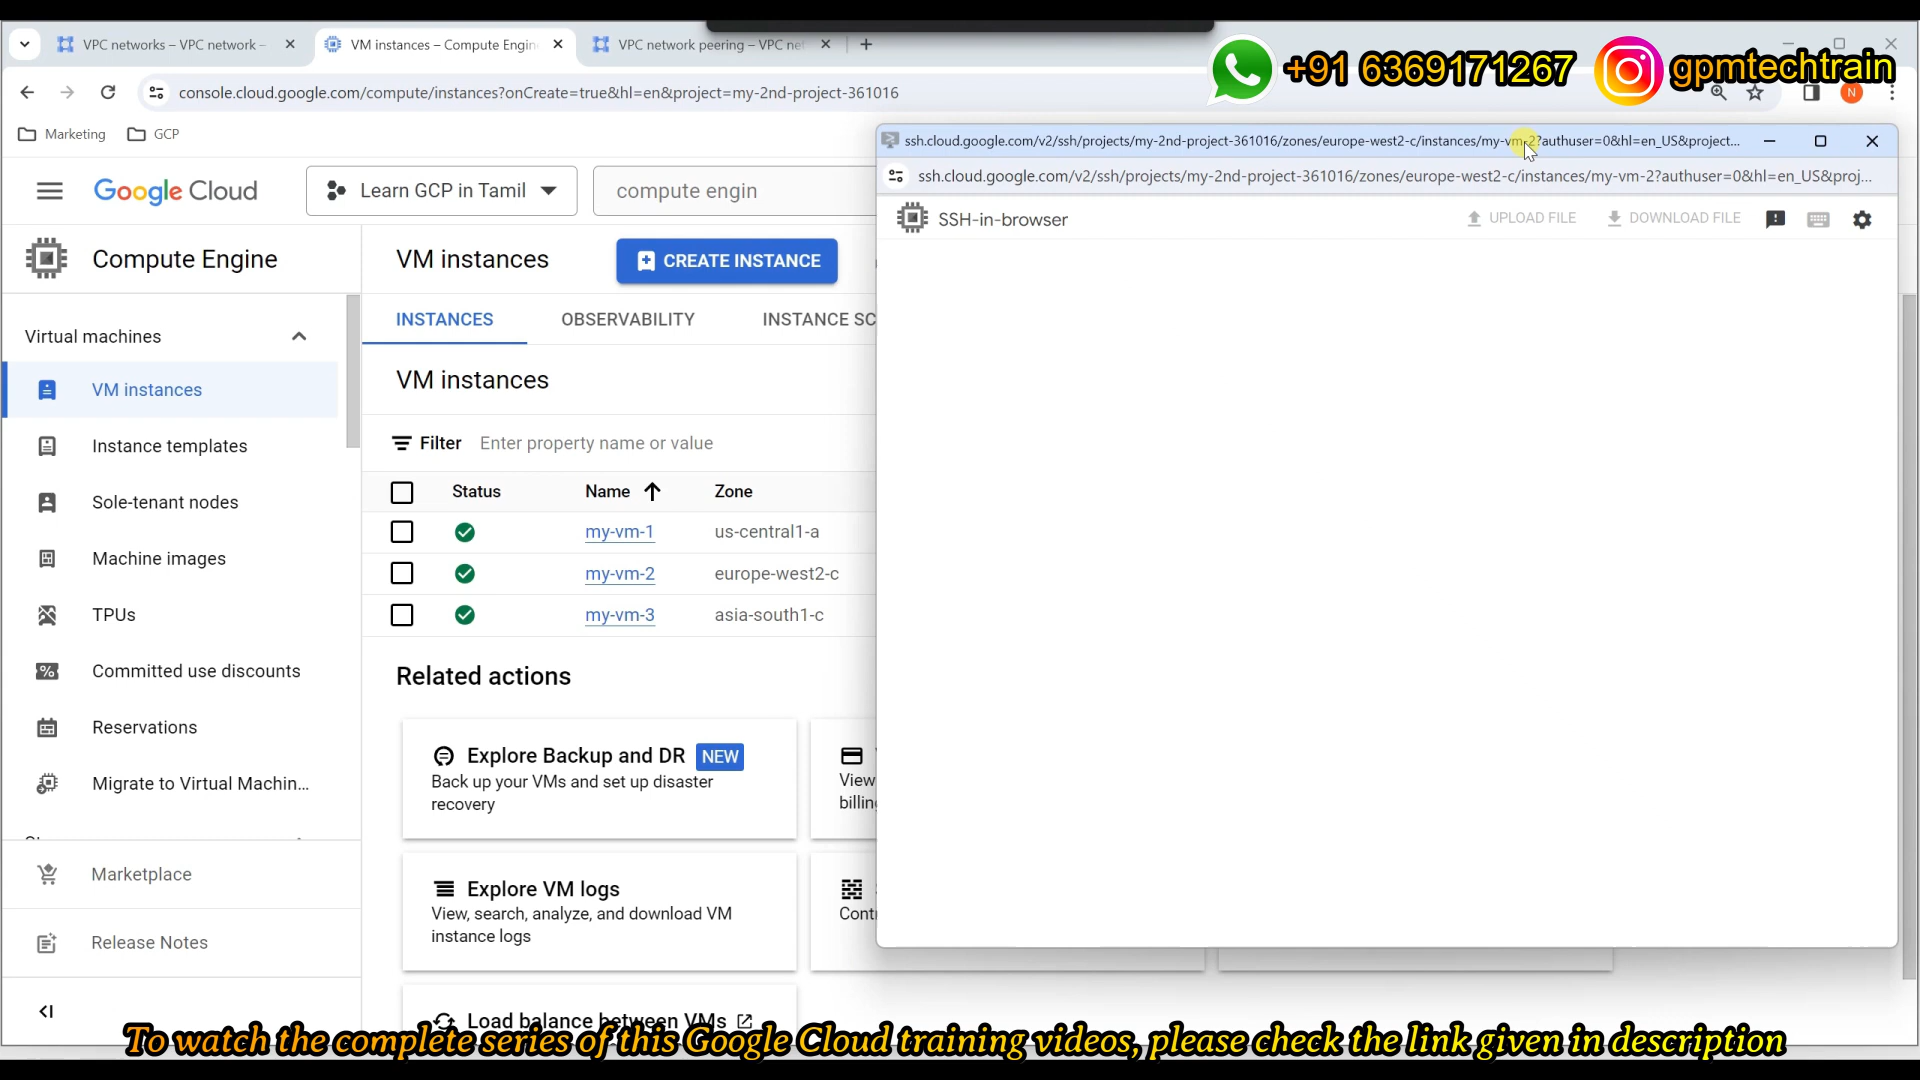 VPC networks – VPC network –
VM instances – Compute Engin
VPC network peering – VPC net
+91 6369171267
gpmtechtrain
console.cloud.google.com/compute/instances?onCreate=true&hl=en&project=my-2nd-project-361016
N
Marketing
GCP
ssh.cloud.google.com/v2/ssh/projects/my-2nd-project-361016/zones/europe-west2-c/instances/my-vm-2?authuser=0&hl=en_US&project...
ssh.cloud.google.com/v2/ssh/projects/my-2nd-project-361016/zones/europe-west2-c/instances/my-vm-2?authuser=0&hl=en_US&proj...
Google Cloud
Learn GCP in Tamil
compute engin
SSH-in-browser
UPLOAD FILE
DOWNLOAD FILE
Compute Engine
VM instances
CREATE INSTANCE
INSTANCES
OBSERVABILITY
INSTANCE SC
Virtual machines
VM instances
Instance templates
Sole-tenant nodes
Machine images
TPUs
Committed use discounts
Reservations
Migrate to Virtual Machin...
Marketplace
Release Notes
VM instances
Filter
Enter property name or value
Status Name Zone
my-vm-1 us-central1-a
my-vm-2 europe-west2-c
my-vm-3 asia-south1-c
Related actions
Explore Backup and DR NEW
Back up your VMs and set up disaster
recovery
View
billing
Explore VM logs
View, search, analyze, and download VM
instance logs
Cont
Load balance between VMs
To watch the complete series of this Google Cloud training videos, please check the link given in description